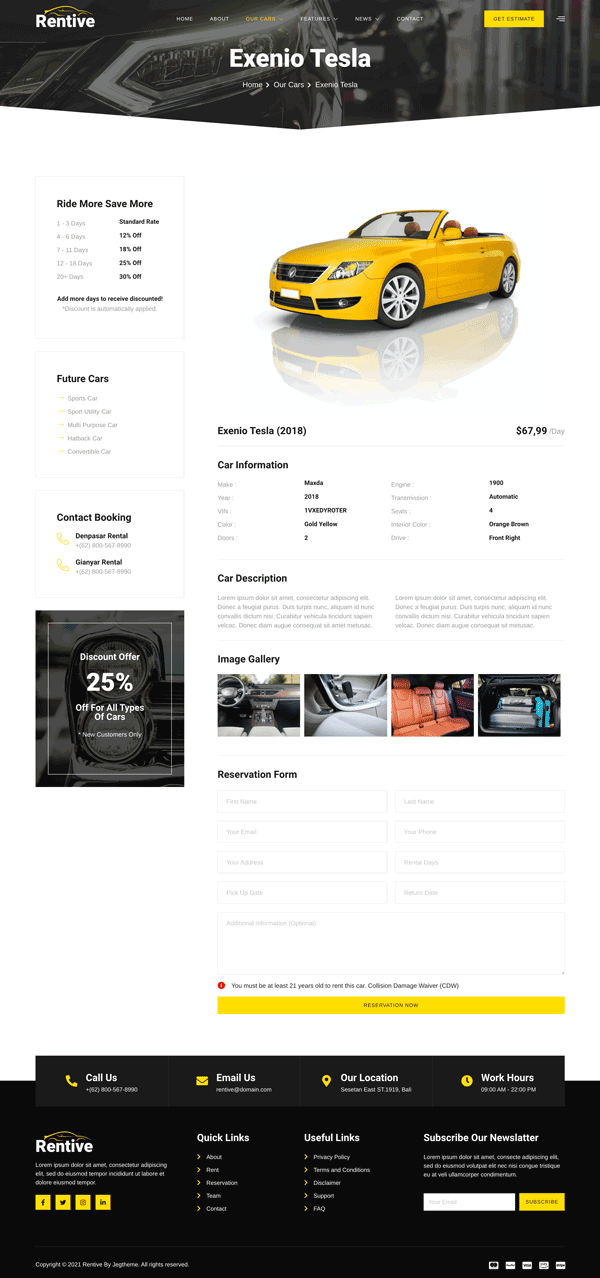 Rentive
HOME ABOUT OUR CARS FEATURES NEWS CONTACT
GET ESTIMATE
Exenio Tesla
Home > Our Cars > Exenio Tesla
Ride More Save More
1 - 3 Days Standard Rate
4 - 6 Days 12% Off
7 - 11 Days 18% Off
12 - 18 Days 25% Off
20+ Days 30% Off
Add more days to receive discounted!
*Discount is automatically applied.
Future Cars
Sports Car
Sport Utility Car
Multi Purpose Car
Hatback Car
Convertible Car
Contact Booking
Denpasar Rental
+(62) 800-567-8990
Gianyar Rental
+(62) 800-567-8990
Discount Offer
25%
Off For All Types
Of Cars
* New Customers Only
Exenio Tesla (2018) $67,99 /Day
Car Information
Make : Maxda Engine : 1900
Year : 2018 Transmission : Automatic
VIN : 1VXEDYROTER Seats : 4
Color : Gold Yellow Interior Color : Orange Brown
Doors : 2 Drive : Front Right
Car Description
Lorem ipsum dolor sit amet, consectetur adipiscing elit.
Donec a feugiat purus. Duis turpis nunc, aliquam id nunc
convallis dictum nisl. Curabitur vehicula tincidunt sapien
velcac. Donec diam augue consequat sit amet metusac.
Lorem ipsum dolor sit amet, consectetur adipiscing elit.
Donec a feugiat purus. Duis turpis nunc, aliquam id nunc
convallis dictum nisl. Curabitur vehicula tincidunt sapien
velcac. Donec diam augue consequat sit amet metusac.
Image Gallery
Reservation Form
First Name Last Name
Your Email Your Phone
Your Address Rental Days
Pick Up Date Return Date
Additional Information (Optional)
You must be at least 21 years old to rent this car. Collision Damage Waiver (CDW)
RESERVATION NOW
Call Us
+(62) 800-567-8990
Email Us
rentive@domain.com
Our Location
Sesetan East ST.1919, Bali
Work Hours
09:00 AM - 22:00 PM
Rentive
Lorem ipsum dolor sit amet, consectetur adipiscing
elit, sed do eiusmod tempor incididunt ut labore et
dolore eiusmod tempor.
Quick Links
About
Rent
Reservation
Team
Contact
Useful Links
Privacy Policy
Terms and Conditions
Disclaimer
Support
FAQ
Subscribe Our Newslatter
Lorem ipsum dolor sit amet, consecte adipiscing elit,
sed do eiusmod volutpat elit nec nisi congue tristique
eu at veli ullamcorper condimentum.
Your Email SUBSCRIBE
Copyright © 2021 Rentive By Jegtheme. All rights reserved.